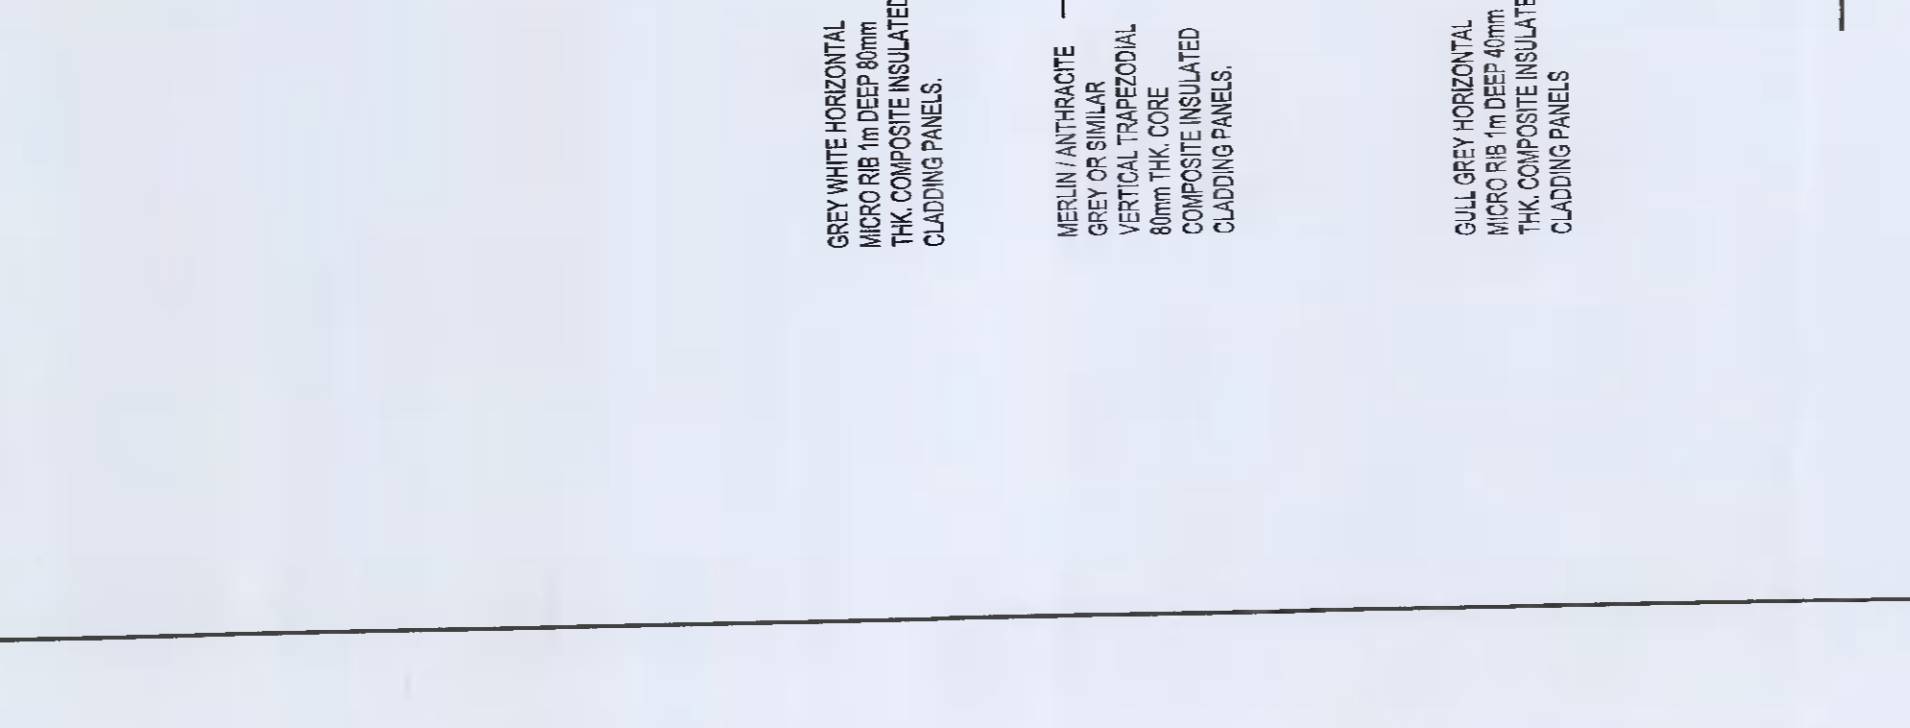 GREY WHITE HORIZONTAL
MICRO RIB 1m DEEP 80mm
THK. COMPOSITE INSULATED
CLADDING PANELS.
MERLIN / ANTHRACITE
GREY OR SIMILAR
VERTICAL TRAPEZODIAL
80mm THK. CORE
COMPOSITE INSULATED
CLADDING PANELS.
GULL GREY HORIZONTAL
MICRO RIB 1m DEEP 40mm
THK. COMPOSITE INSULATE
CLADDING PANELS